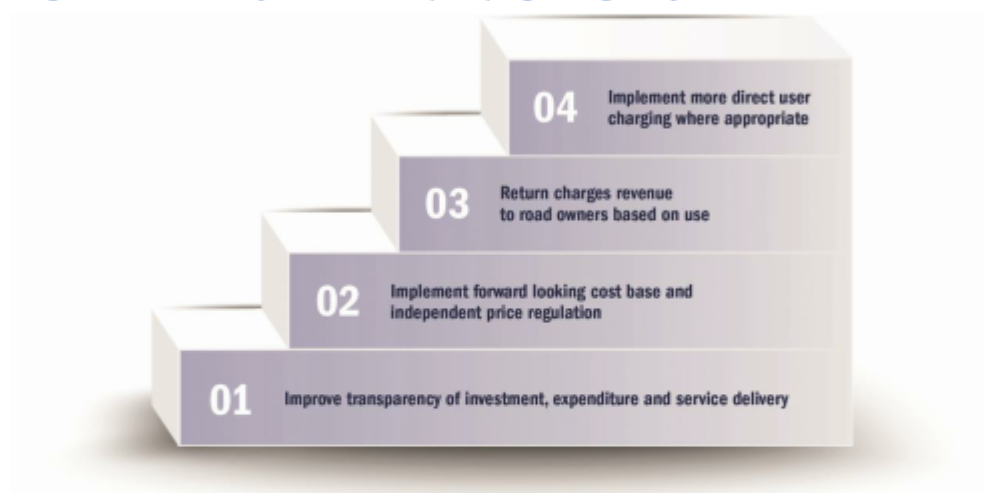 04
Implement more direct user
charging where appropriate
03
Return charges revenue
to road owners based on use
02
Implement forward looking cost base and
independent price regulation
01
Improve transparency of investment, expenditure and service delivery